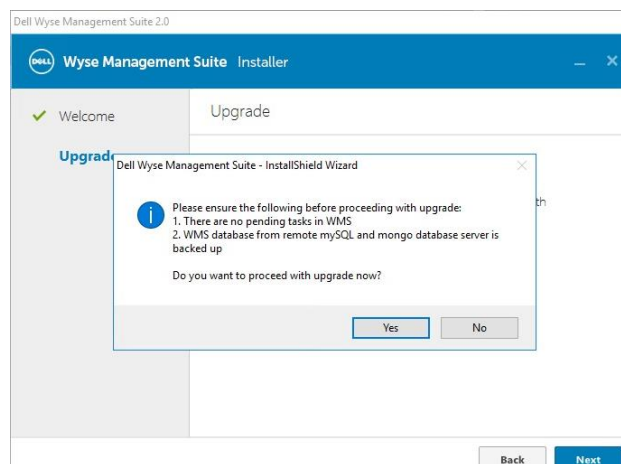 Dell Wyse Management Suite 2.0
DELL Wyse Management Suite Installer
Welcome
Upgrade
Upgrade
Dell Wyse Management Suite - InstallShield Wizard
th
Please ensure the following before proceeding with upgrade:
1. There are no pending tasks in WMS
2. WMS database from remote mySQL and mongo database server is
backed up
Do you want to proceed with upgrade now?
Yes No
Back Next